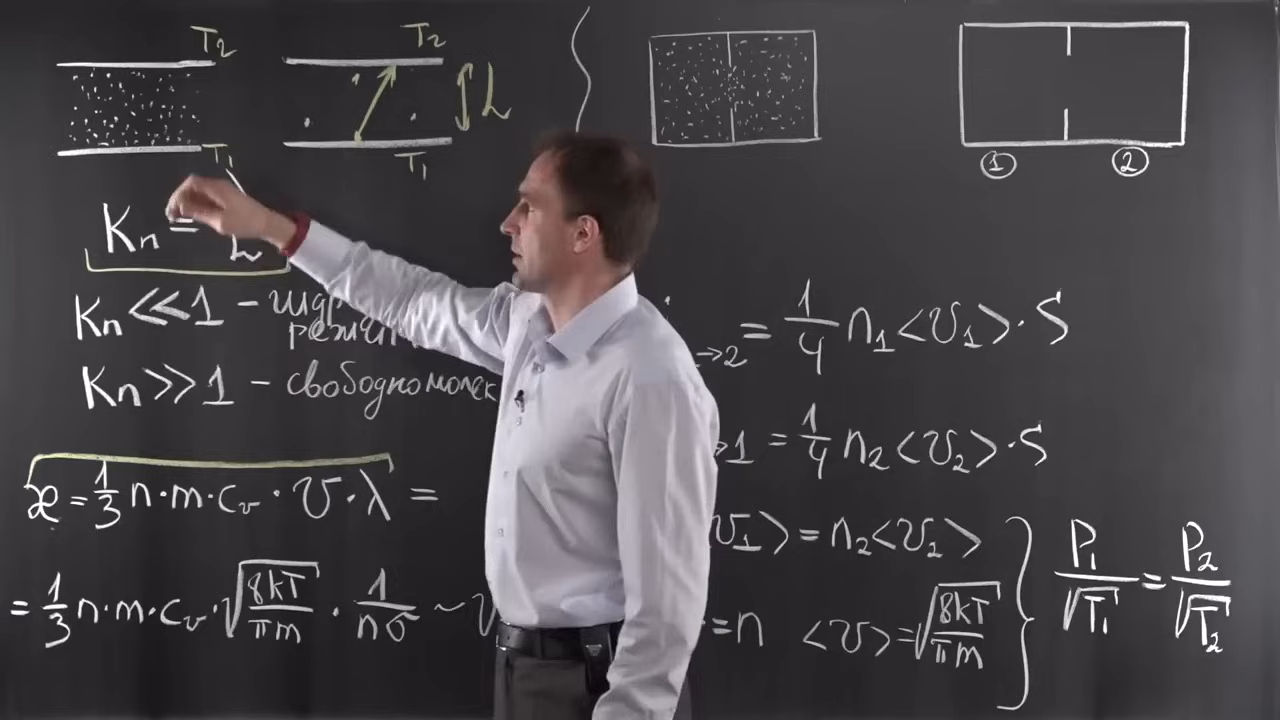 T₂
T₁
T₂
L
T₁
① ②
Kₙ =
L
Kₙ << 1 –
Kₙ >> 1 – свободномолек
æ = 1/3 n·m·cᵥ·υ·λ =
= 1/3 n·m·cᵥ·√(8kT/πm) · 1/(nσ) ~
→2 = 1/4 n₁<υ₁>·S
→1 = 1/4 n₂<υ₂>·S
υ₁> = n₂<υ₂>
= n <υ> = √(8kT/πm)
P₁/√T₁ = P₂/√T₂